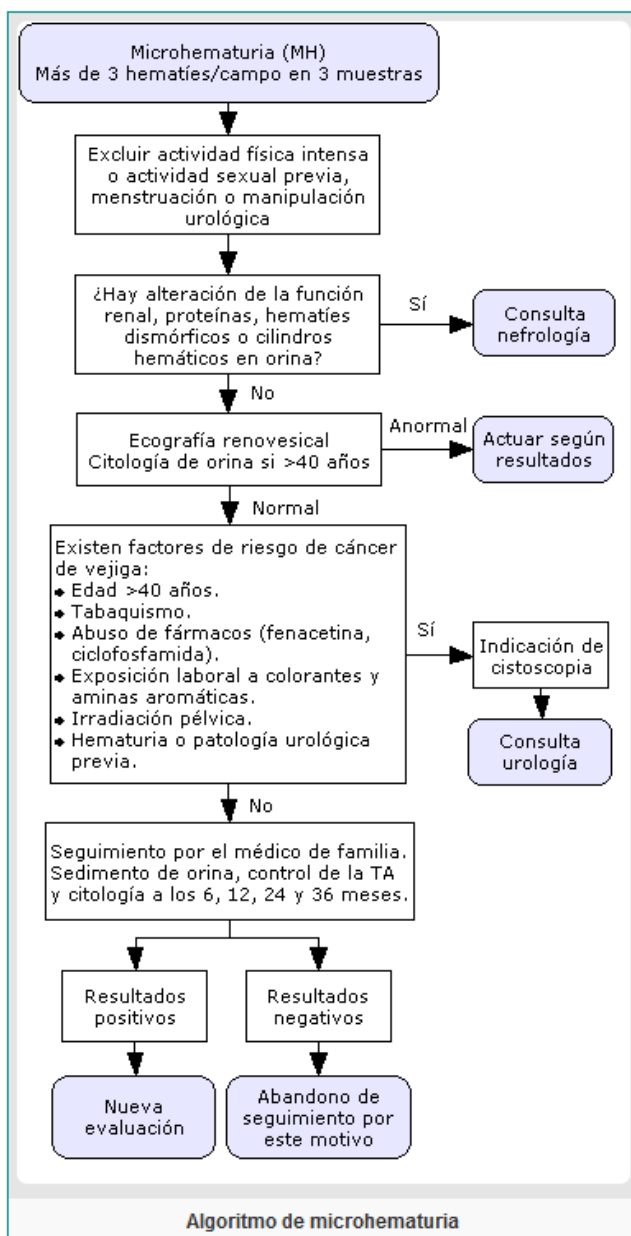 Microhematuria (MH)
Más de 3 hematíes/campo en 3 muestras
Excluir actividad física intensa
o actividad sexual previa,
menstruación o manipulación
urológica
¿Hay alteración de la función
renal, proteínas, hematíes
dismórficos o cilindros
hemáticos en orina?
Sí
Consulta
nefrología
No
Ecografía renovesical
Citología de orina si >40 años
Anormal
Actuar según
resultados
Normal
Existen factores de riesgo de cáncer
de vejiga:
♦ Edad >40 años.
♦ Tabaquismo.
♦ Abuso de fármacos (fenacetina,
ciclofosfamida).
♦ Exposición laboral a colorantes y
aminas aromáticas.
♦ Irradiación pélvica.
♦ Hematuria o patología urológica
previa.
Sí
Indicación de
cistoscopia
Consulta
urología
No
Seguimiento por el médico de familia.
Sedimento de orina, control de la TA
y citología a los 6, 12, 24 y 36 meses.
Resultados
positivos
Resultados
negativos
Nueva
evaluación
Abandono de
seguimiento por
este motivo
Algoritmo de microhematuria